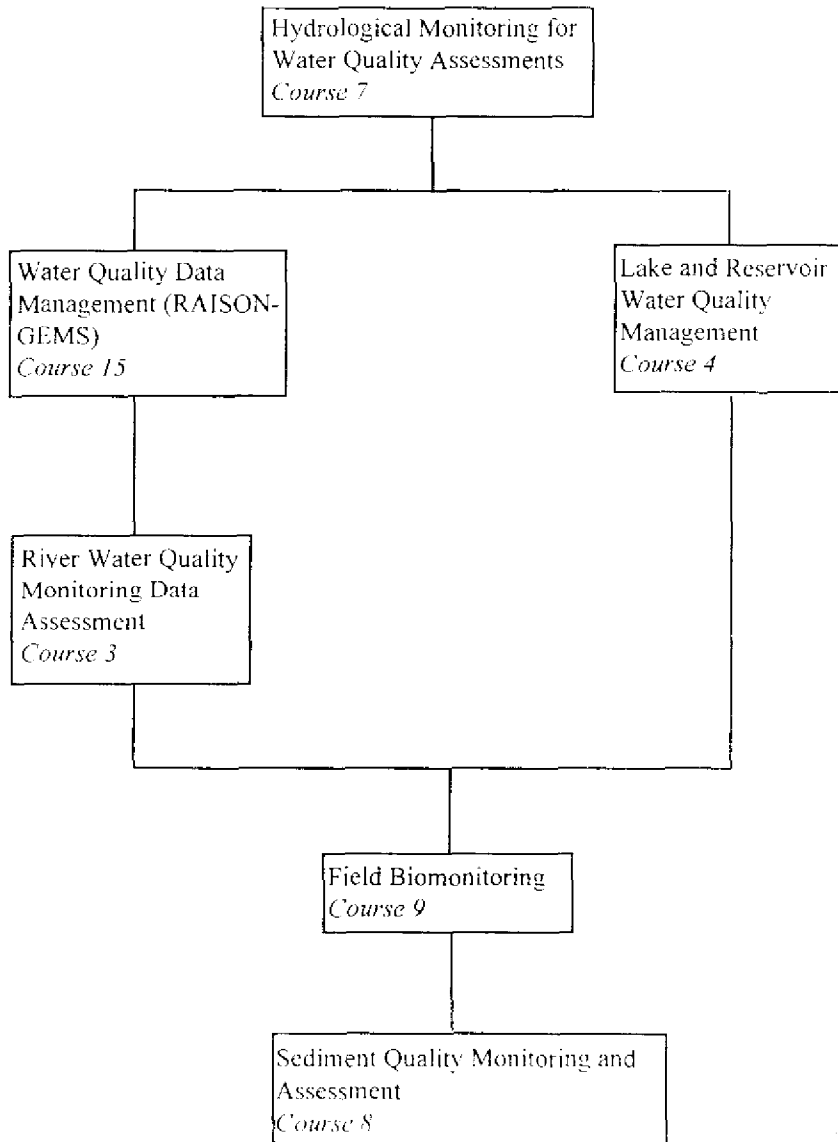 Hydrological Monitoring for
Water Quality Assessments
Course 7
Water Quality Data
Management (RAISON-
GEMS)
Course 15
Lake and Reservoir
Water Quality
Management
Course 4
River Water Quality
Monitoring Data
Assessment
Course 3
Field Biomonitoring
Course 9
Sediment Quality Monitoring and
Assessment
Course 8